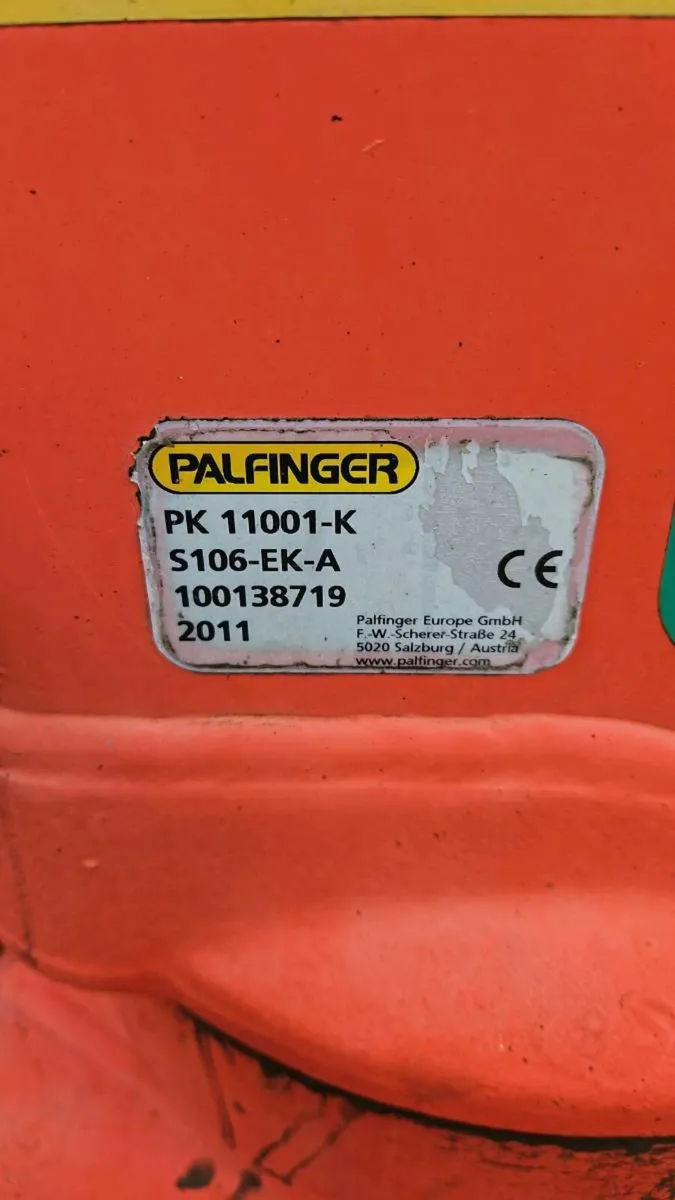 PALFINGER
PK 11001-K
S106-EK-A
100138719
2011
CE
Palfinger Europe GmbH
F.-W.-Scherer-Straße 24
5020 Salzburg / Austria
www.palfinger.com